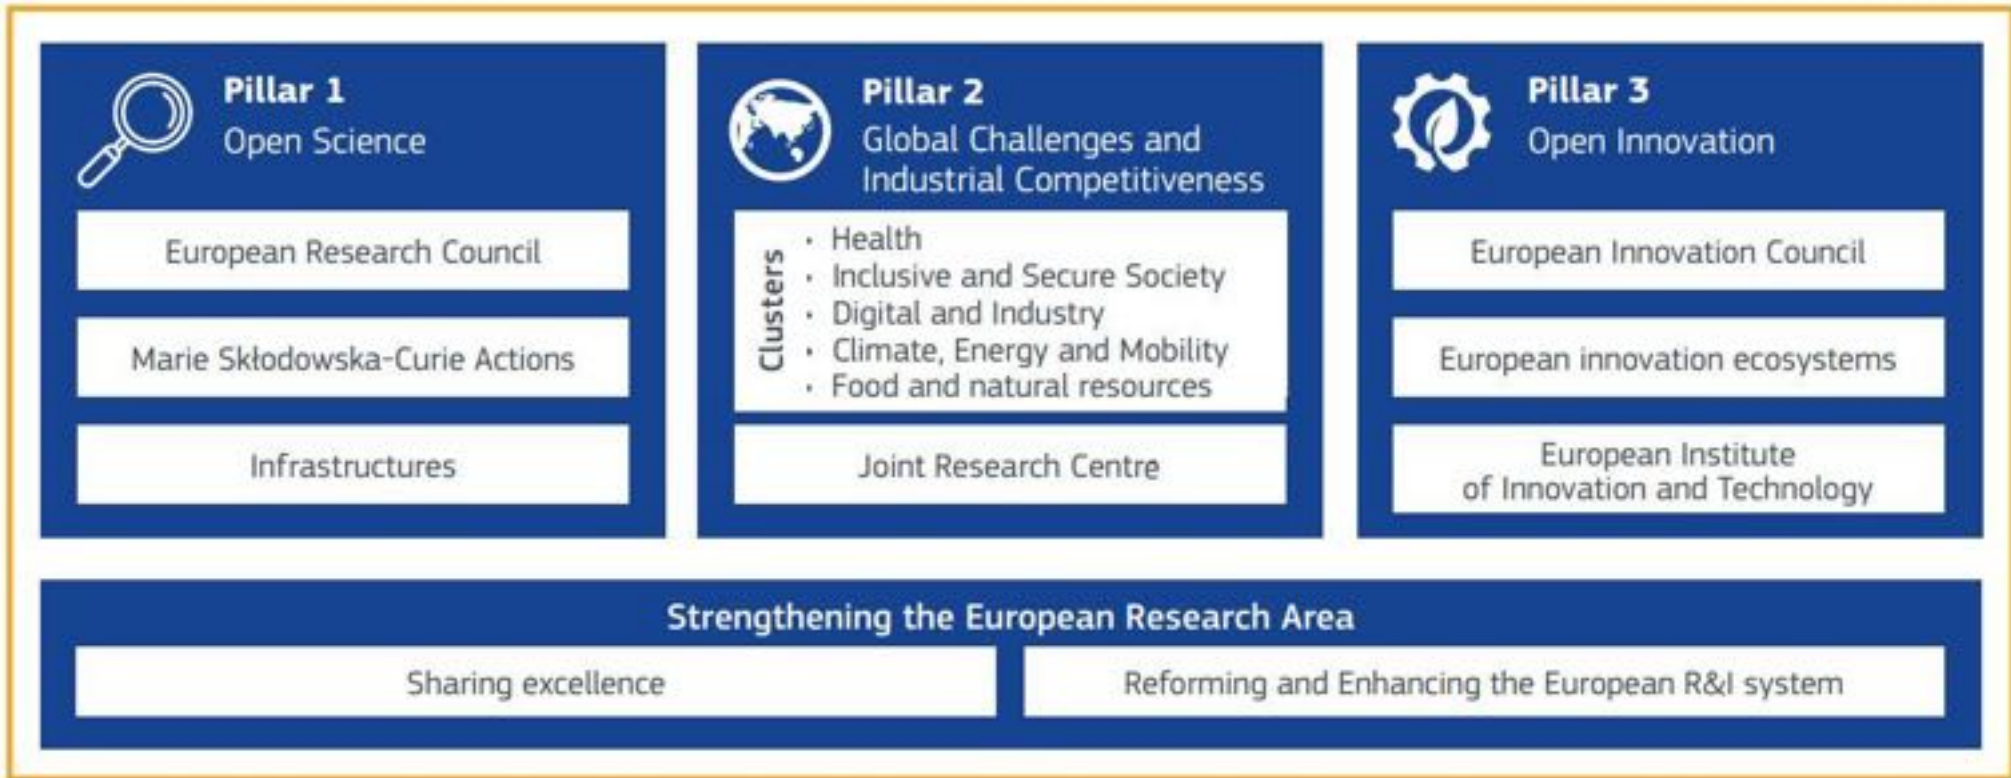 Pillar 1
Open Science
European Research Council
Marie Skłodowska-Curie Actions
Infrastructures
Pillar 2
Global Challenges and
Industrial Competitiveness
Clusters
· Health
· Inclusive and Secure Society
· Digital and Industry
· Climate, Energy and Mobility
· Food and natural resources
Joint Research Centre
Pillar 3
Open Innovation
European Innovation Council
European innovation ecosystems
European Institute
of Innovation and Technology
Strengthening the European Research Area
Sharing excellence
Reforming and Enhancing the European R&I system